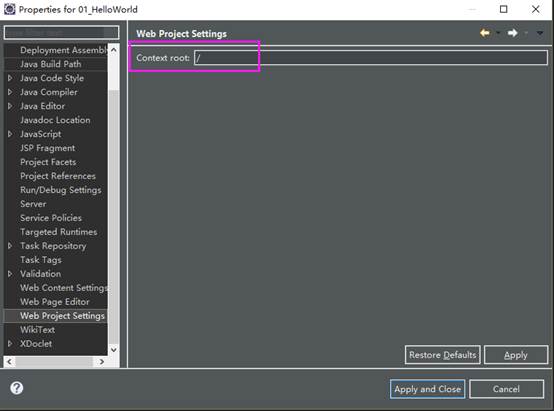 Properties for 01_HelloWorld
Web Project Settings
Deployment Assembly
Java Build Path
Java Code Style
Java Compiler
Java Editor
Javadoc Location
JavaScript
JSP Fragment
Project Facets
Project References
Run/Debug Settings
Server
Service Policies
Targeted Runtimes
Task Repository
Task Tags
Validation
Web Content Settings
Web Page Editor
Web Project Settings
WikiText
XDoclet
Context root: /
Restore Defaults
Apply
?
Apply and Close
Cancel